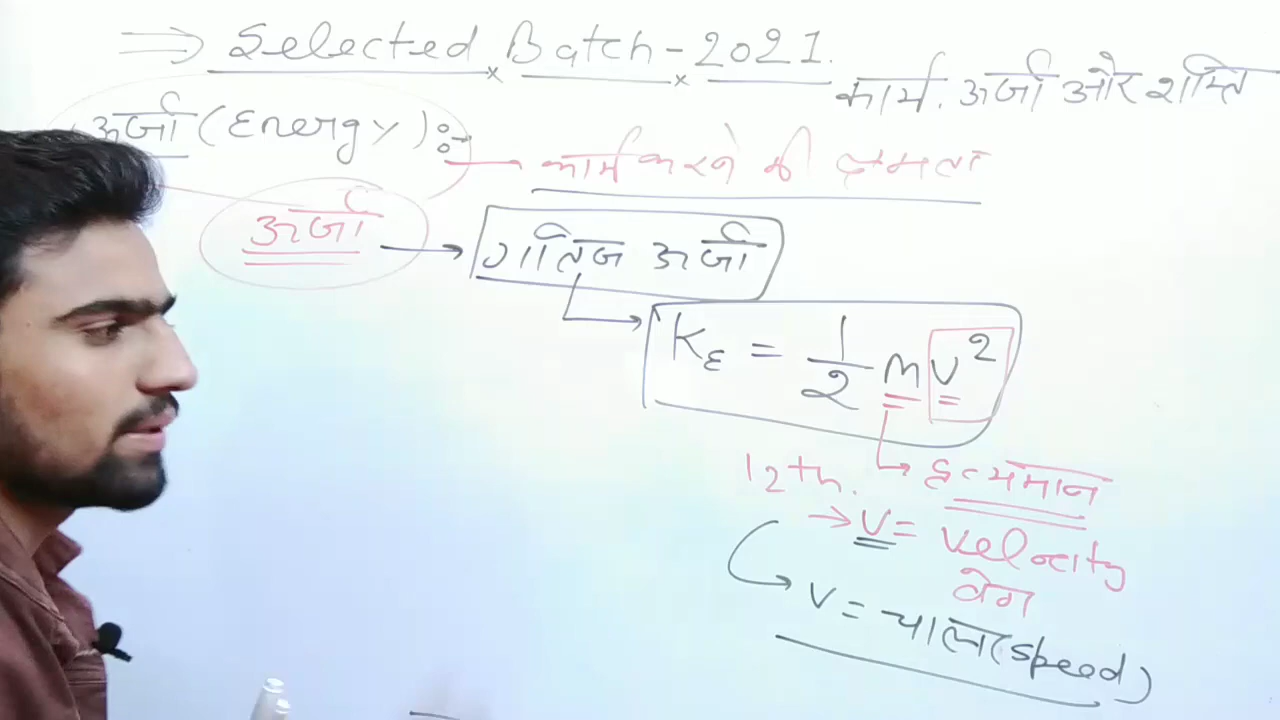 ⇒ Selected Batch - 2021.
कार्य, ऊर्जा और शक्ति
ऊर्जा (Energy) :-
कार्य करने की क्षमता
ऊर्जा → गतिज ऊर्जा
KE = 1/2 m v²
12th. → द्रव्यमान
→ v = velocity
वेग
v = चाल (speed)